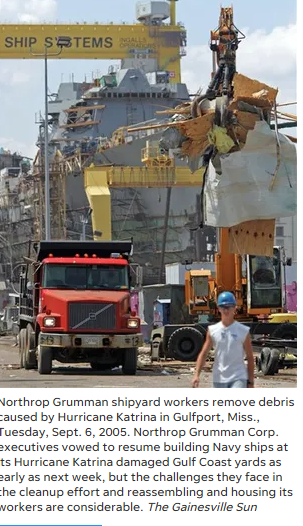 SHIP SYSTEMS
INGALLS
OPERATIONS
Northrop Grumman shipyard workers remove debris
caused by Hurricane Katrina in Gulfport, Miss.,
Tuesday, Sept. 6, 2005. Northrop Grumman Corp.
executives vowed to resume building Navy ships at
its Hurricane Katrina damaged Gulf Coast yards as
early as next week, but the challenges they face in
the cleanup effort and reassembling and housing its
workers are considerable. The Gainesville Sun